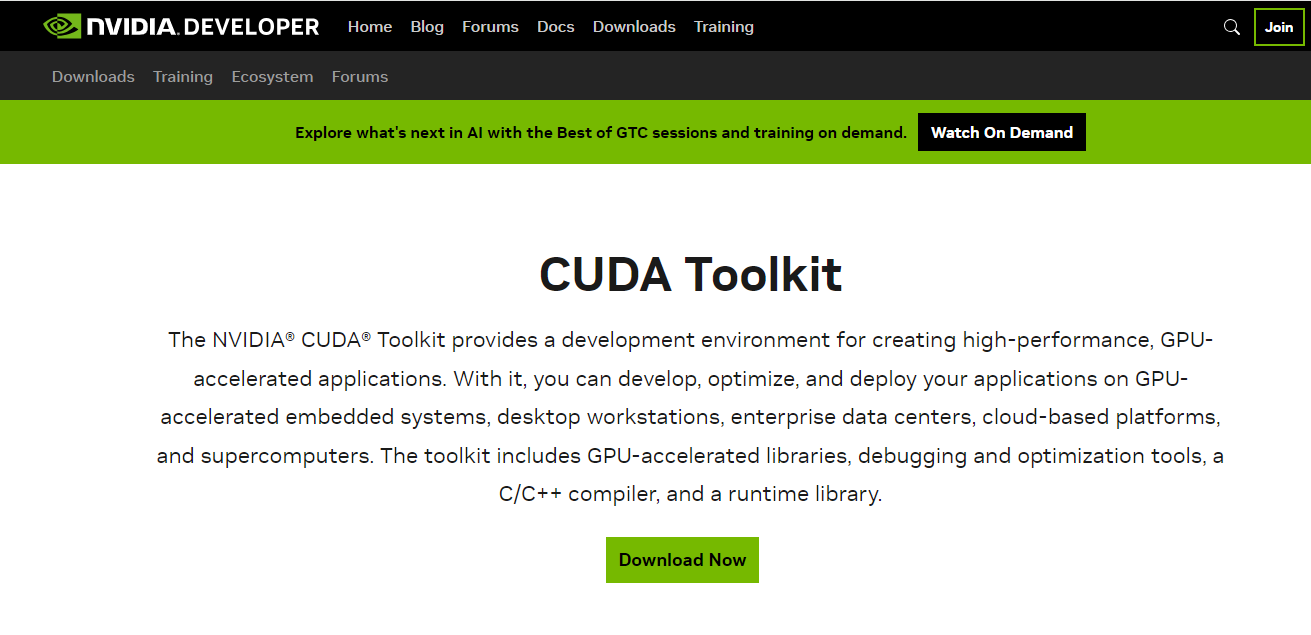 NVIDIA. DEVELOPER Home Blog Forums Docs Downloads Training Join
Downloads Training Ecosystem Forums
Explore what's next in AI with the Best of GTC sessions and training on demand. Watch On Demand
CUDA Toolkit
The NVIDIA® CUDA® Toolkit provides a development environment for creating high-performance, GPU-
accelerated applications. With it, you can develop, optimize, and deploy your applications on GPU-
accelerated embedded systems, desktop workstations, enterprise data centers, cloud-based platforms,
and supercomputers. The toolkit includes GPU-accelerated libraries, debugging and optimization tools, a
C/C++ compiler, and a runtime library.
Download Now